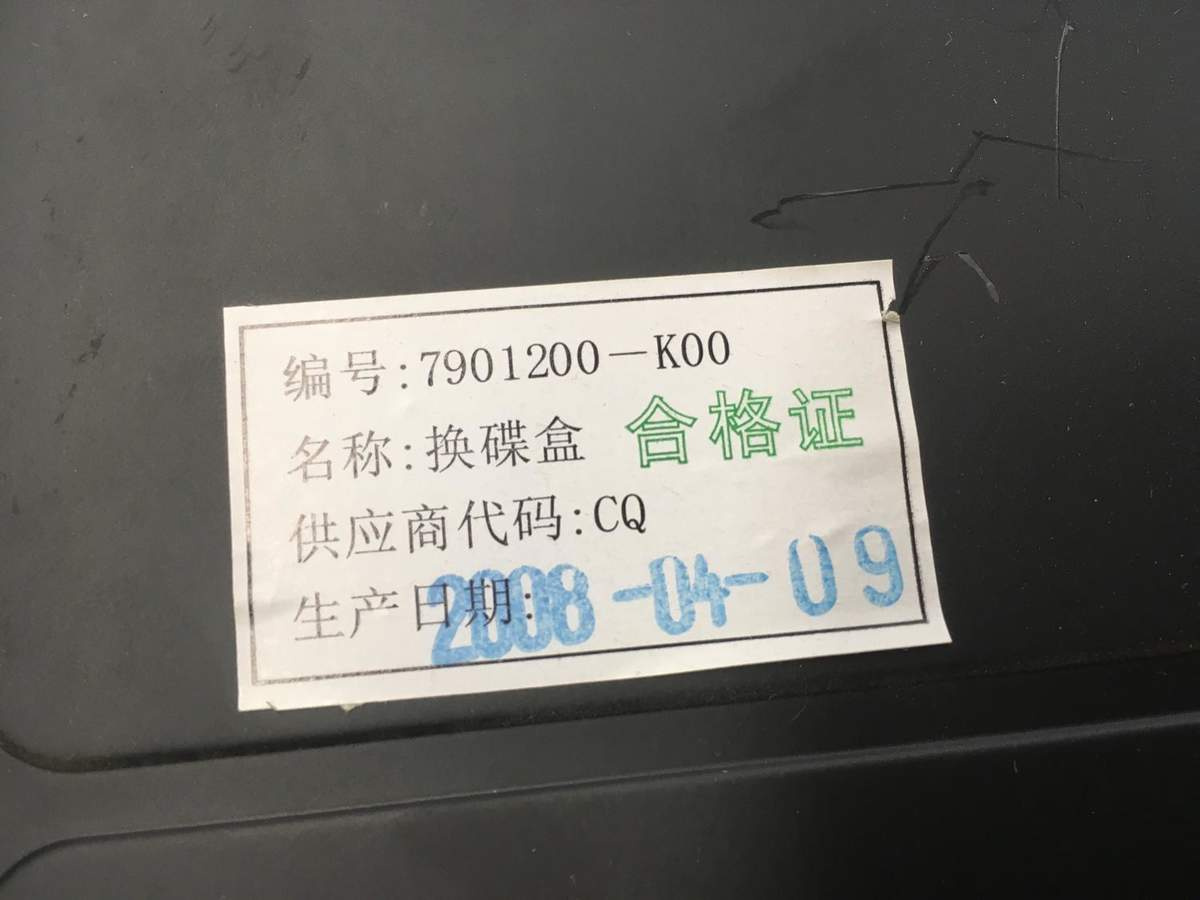 编号:7901200-K00
名称:换碟盒 合格证
供应商代码:CQ
生产日期:2008-04-09